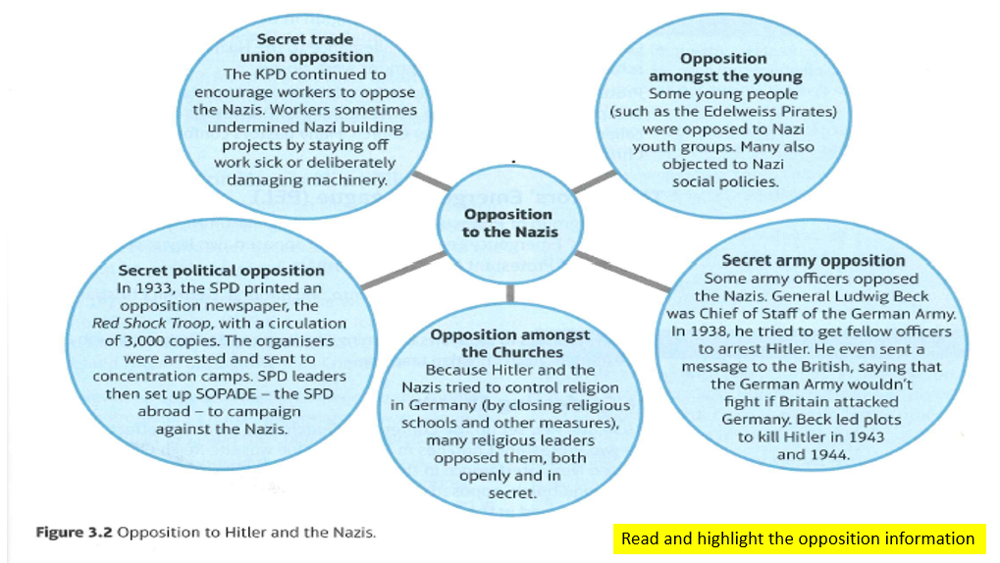 Secret trade
union opposition
The KPD continued to
encourage workers to oppose
the Nazis. Workers sometimes
undermined Nazi building
projects by staying off
work sick or deliberately
damaging machinery.
Opposition
amongst the young
Some young people
(such as the Edelweiss Pirates)
were opposed to Nazi
youth groups. Many also
objected to Nazi
social policies.
Opposition
to the Nazis
Secret political opposition
In 1933, the SPD printed an
opposition newspaper, the
Red Shock Troop, with a circulation
of 3,000 copies. The organisers
were arrested and sent to
concentration camps. SPD leaders
then set up SOPADE – the SPD
abroad – to campaign
against the Nazis.
Opposition amongst
the Churches
Because Hitler and the
Nazis tried to control religion
in Germany (by closing religious
schools and other measures),
many religious leaders
opposed them, both
openly and in
secret.
Secret army opposition
Some army officers opposed
the Nazis. General Ludwig Beck
was Chief of Staff of the German Army.
In 1938, he tried to get fellow officers
to arrest Hitler. He even sent a
message to the British, saying that
the German Army wouldn't
fight if Britain attacked
Germany. Beck led plots
to kill Hitler in 1943
and 1944.
Figure 3.2 Opposition to Hitler and the Nazis.
Read and highlight the opposition information